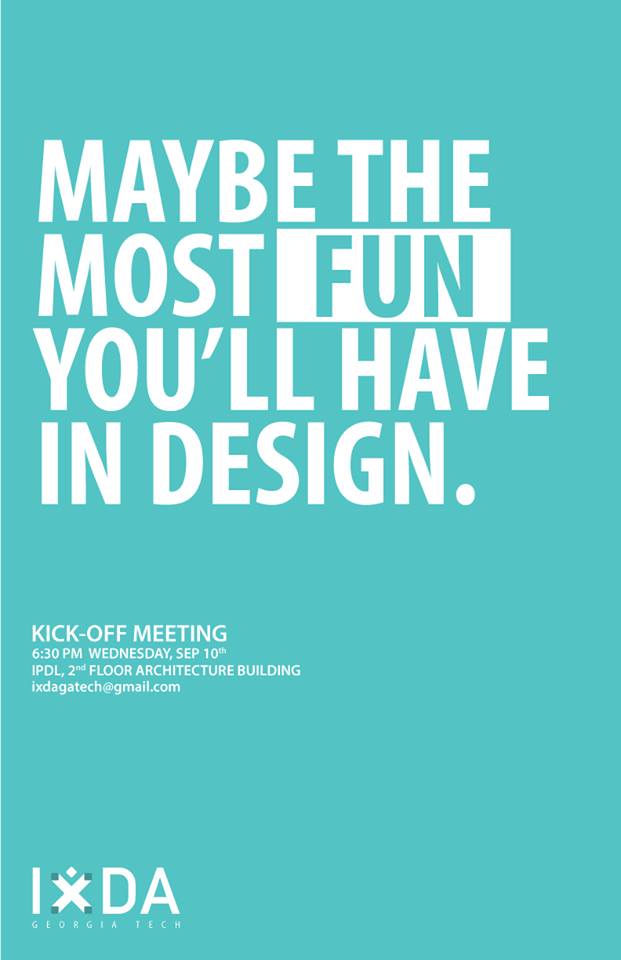 MAYBE THE
MOST FUN
YOU'LL HAVE
IN DESIGN.
KICK-OFF MEETING
6:30 PM WEDNESDAY, SEP 10th
IPDL, 2nd FLOOR ARCHITECTURE BUILDING
ixdagatech@gmail.com
IXDA
GEORGIA TECH